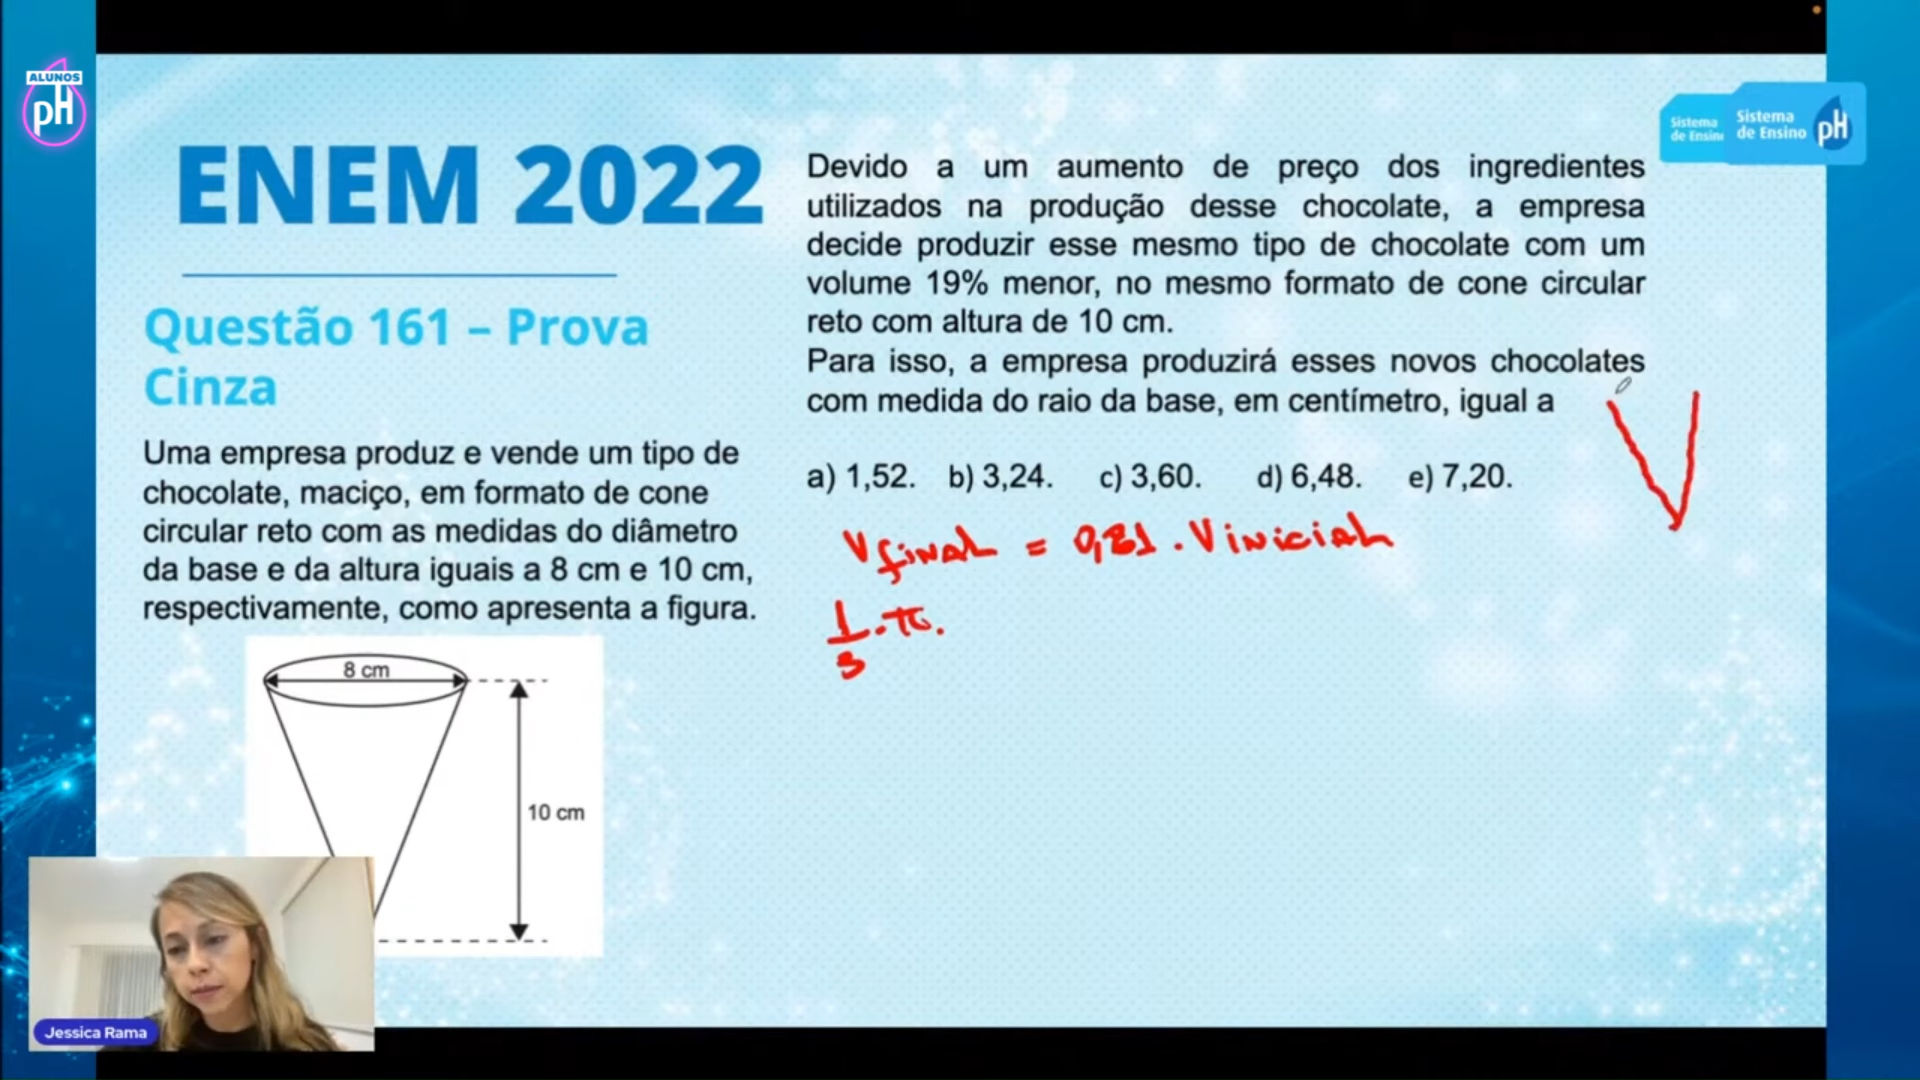 ALUNOS
pH
Sistema
de Ensino
Sistema
de Ensino pH
ENEM 2022
Questão 161 – Prova
Cinza
Uma empresa produz e vende um tipo de
chocolate, maciço, em formato de cone
circular reto com as medidas do diâmetro
da base e da altura iguais a 8 cm e 10 cm,
respectivamente, como apresenta a figura.
8 cm
10 cm
Devido a um aumento de preço dos ingredientes
utilizados na produção desse chocolate, a empresa
decide produzir esse mesmo tipo de chocolate com um
volume 19% menor, no mesmo formato de cone circular
reto com altura de 10 cm.
Para isso, a empresa produzirá esses novos chocolates
com medida do raio da base, em centímetro, igual a
a) 1,52. b) 3,24. c) 3,60. d) 6,48. e) 7,20.
V final = 0,81 . V inicial
1/3 . π .
Jessica Rama